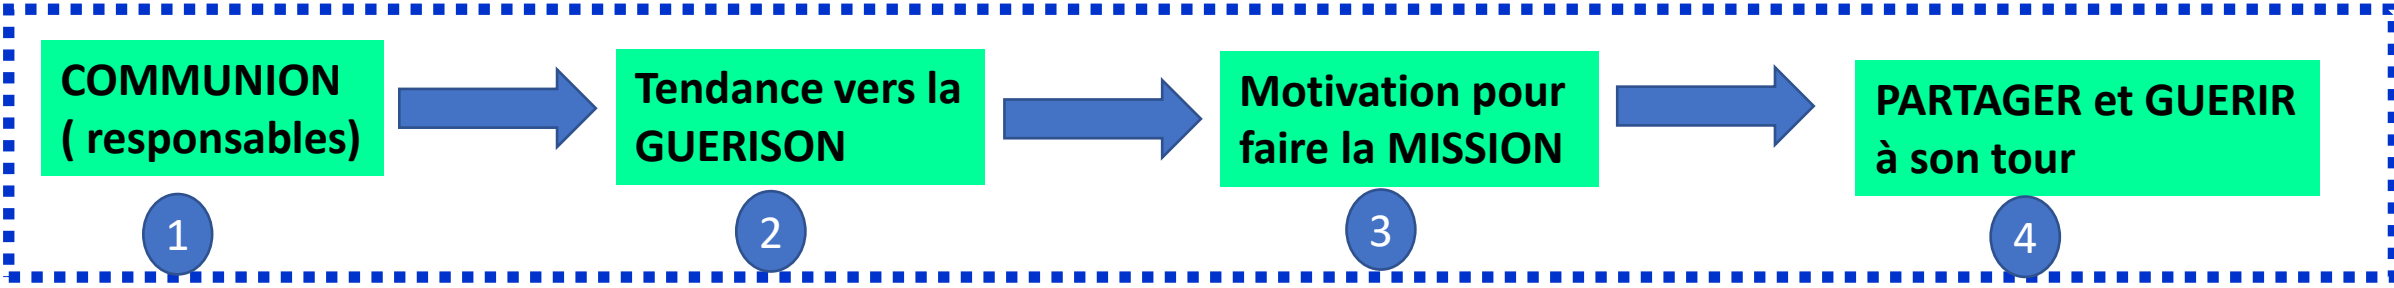 COMMUNION
( responsables)
1
Tendance vers la
GUERISON
2
Motivation pour
faire la MISSION
3
PARTAGER et GUERIR
à son tour
4